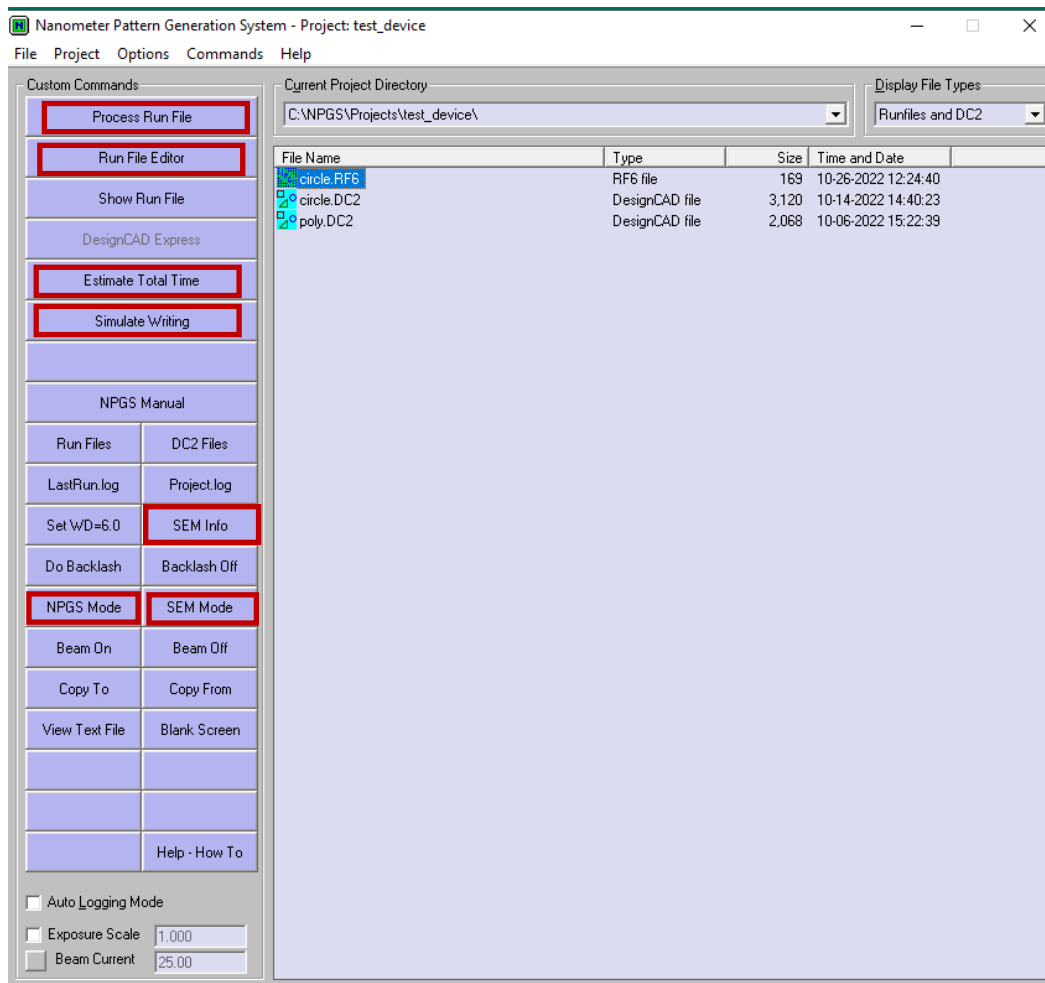 Nanometer Pattern Generation System - Project: test_device
File Project Options Commands Help
Custom Commands
Process Run File
Run File Editor
Show Run File
DesignCAD Express
Estimate Total Time
Simulate Writing
NPGS Manual
Run Files DC2 Files
LastRun.log Project.log
Set WD=6.0 SEM Info
Do Backlash Backlash Off
NPGS Mode SEM Mode
Beam On Beam Off
Copy To Copy From
View Text File Blank Screen
Help - How To
Auto Logging Mode
Exposure Scale 1.000
Beam Current 25.00
Current Project Directory
C:\NPGS\Projects\test_device\
Display File Types
Runfiles and DC2
File Name Type Size Time and Date
circle.RF6 RF6 file 169 10-26-2022 12:24:40
circle.DC2 DesignCAD file 3,120 10-14-2022 14:40:23
poly.DC2 DesignCAD file 2,068 10-06-2022 15:22:39